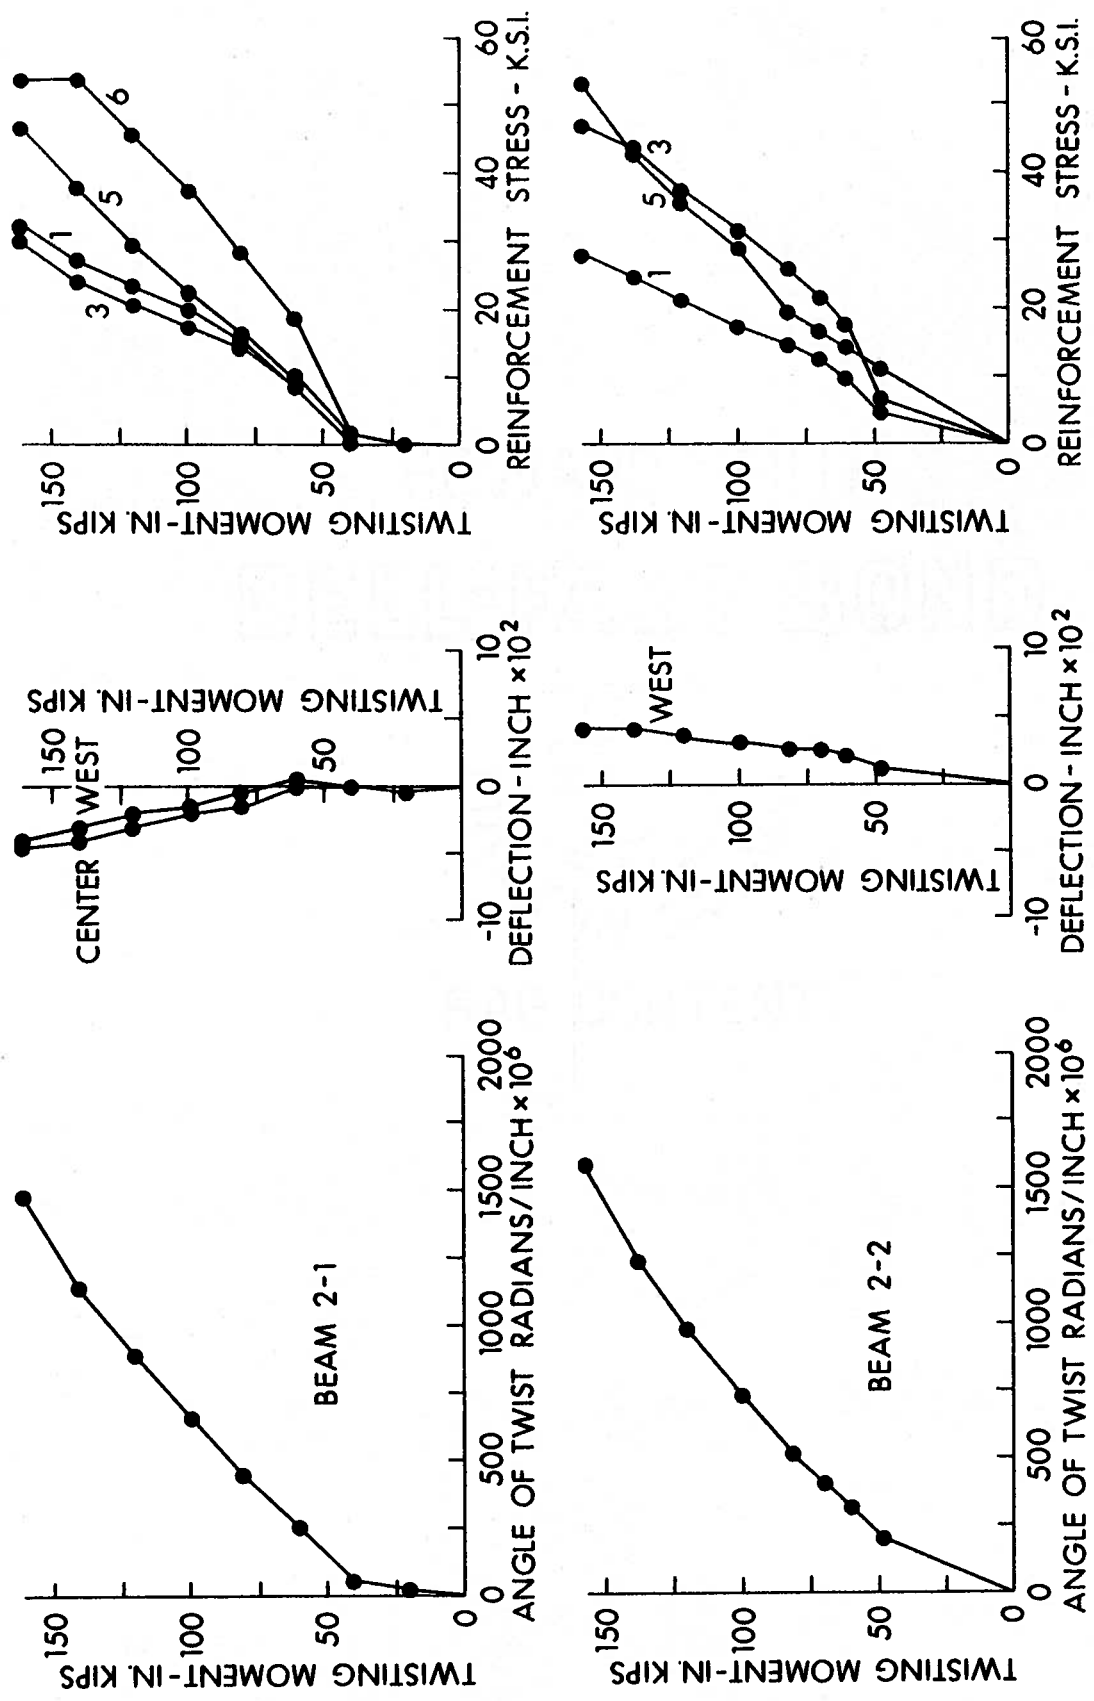 TWISTING MOMENT-IN. KIPS
150
100
50
0
0 500 1000 1500 2000
ANGLE OF TWIST RADIANS/INCH ×10⁶
BEAM 2-1
TWISTING MOMENT-IN. KIPS
150
100
50
CENTER WEST
-10 0 10
DEFLECTION-INCH ×10²
TWISTING MOMENT-IN. KIPS
150
100
50
0
3 1 5 6
0 20 40 60
REINFORCEMENT STRESS-K.S.I.
TWISTING MOMENT-IN. KIPS
150
100
50
0
0 500 1000 1500 2000
ANGLE OF TWIST RADIANS/INCH ×10⁶
BEAM 2-2
TWISTING MOMENT-IN. KIPS
150
100
50
WEST
-10 0 10
DEFLECTION-INCH ×10²
TWISTING MOMENT-IN. KIPS
150
100
50
0
1 5 3
0 20 40 60
REINFORCEMENT STRESS-K.S.I.